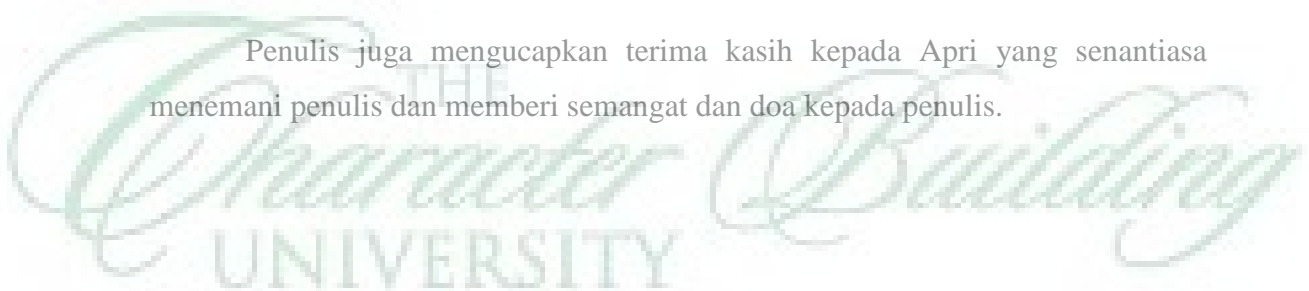 Penulis juga mengucapkan terima kasih kepada Apri yang senantiasa
menemani penulis dan memberi semangat dan doa kepada penulis.
THE
Character Building
UNIVERSITY